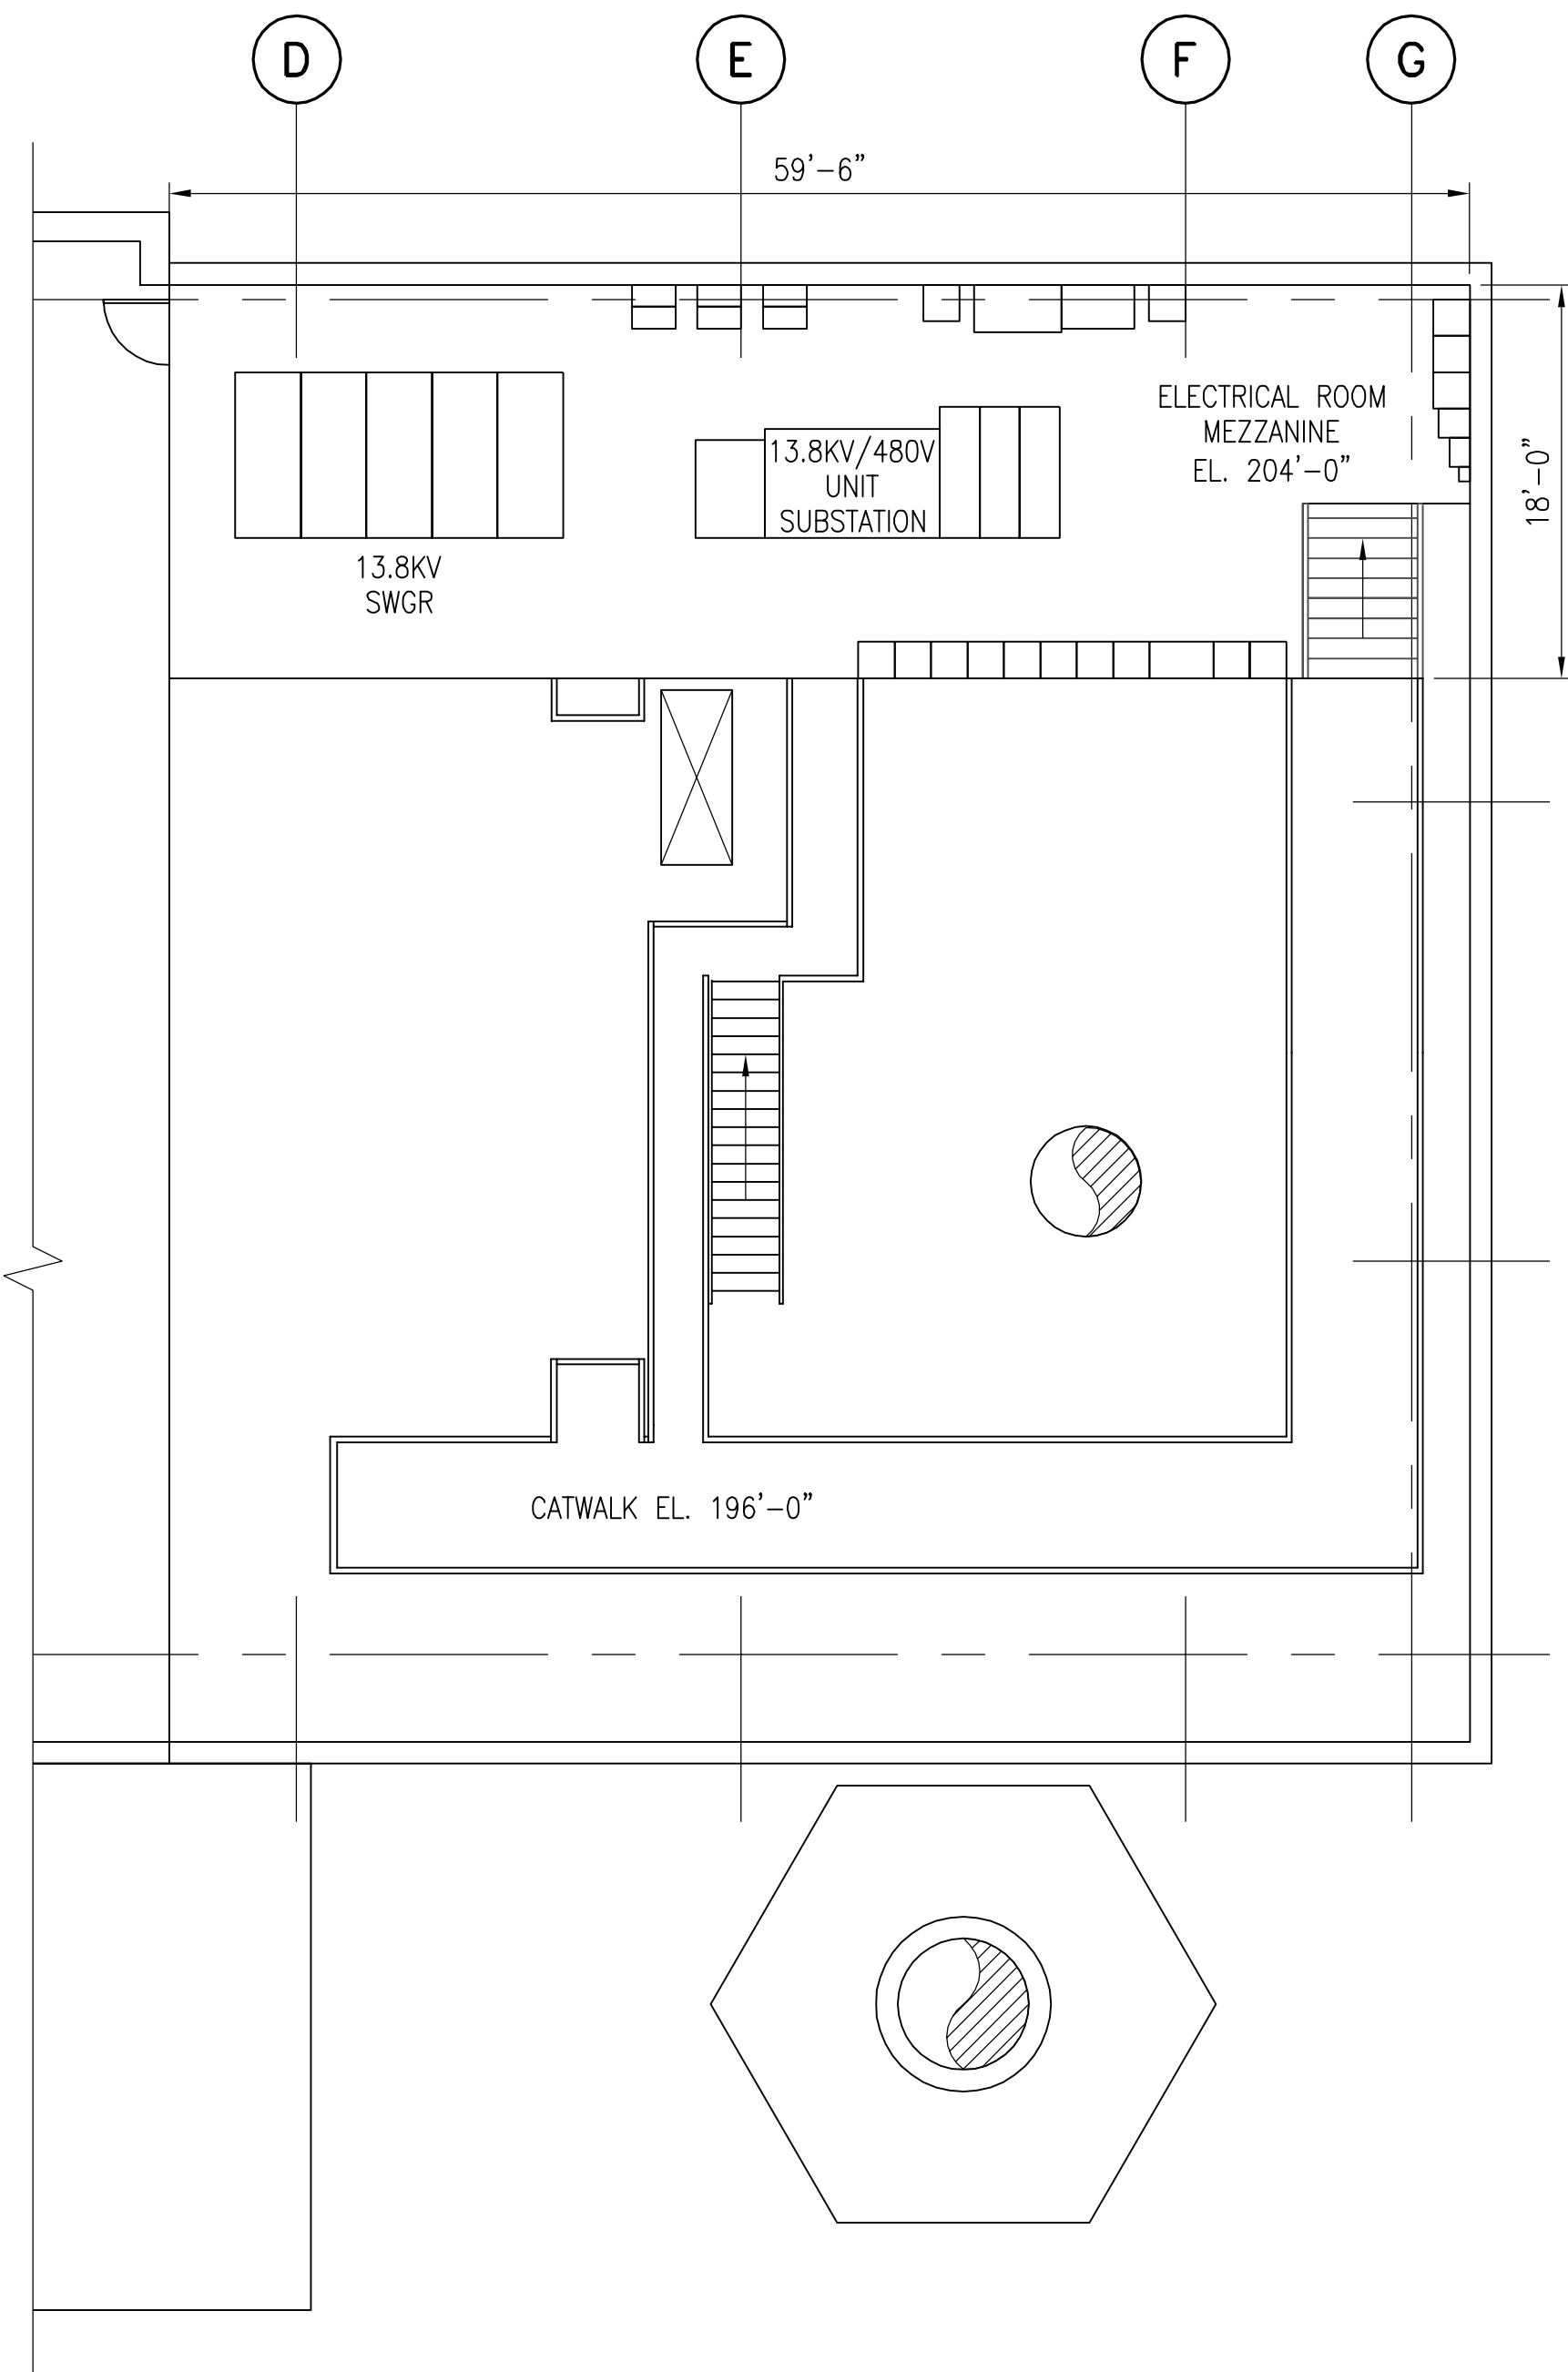 D E F G
59'-6"
ELECTRICAL ROOM
MEZZANINE
EL. 204'-0"
13.8KV/480V
UNIT
SUBSTATION
18'-0"
13.8KV
SWGR
CATWALK EL. 196'-0"